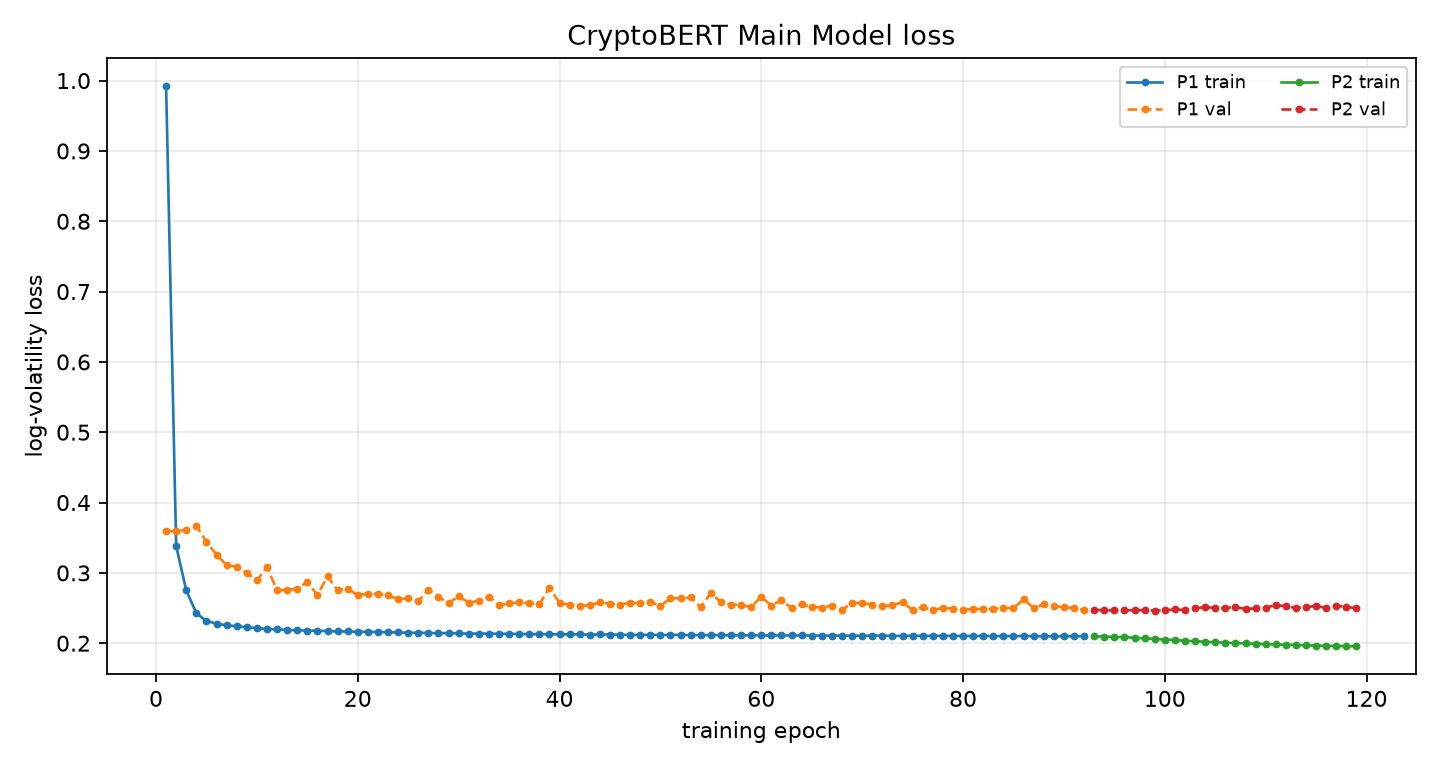 CryptoBERT Main Model loss
P1 train
P1 val
P2 train
P2 val
log-volatility loss
1.0
0.9
0.8
0.7
0.6
0.5
0.4
0.3
0.2
0 20 40 60 80 100 120
training epoch